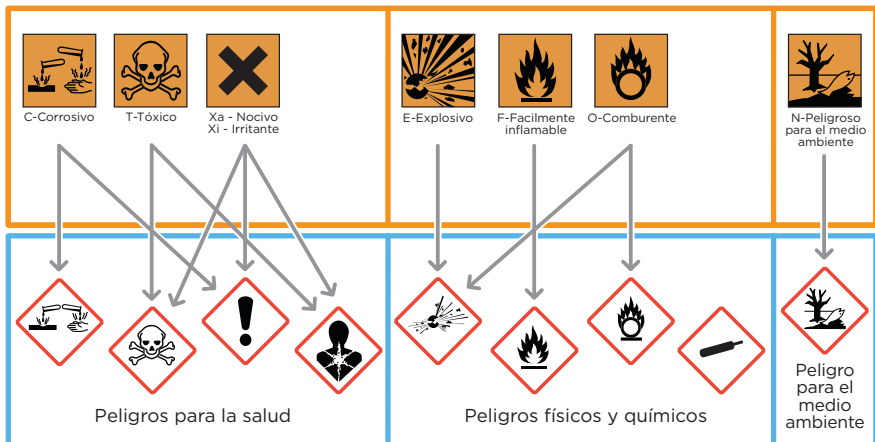 C-Corrosivo
T-Tóxico
Xa - Nocivo
Xi - Irritante
E-Explosivo
F-Facilmente
inflamable
O-Comburente
N-Peligroso
para el medio
ambiente
Peligros para la salud
Peligros físicos y químicos
Peligro
para el
medio
ambiente